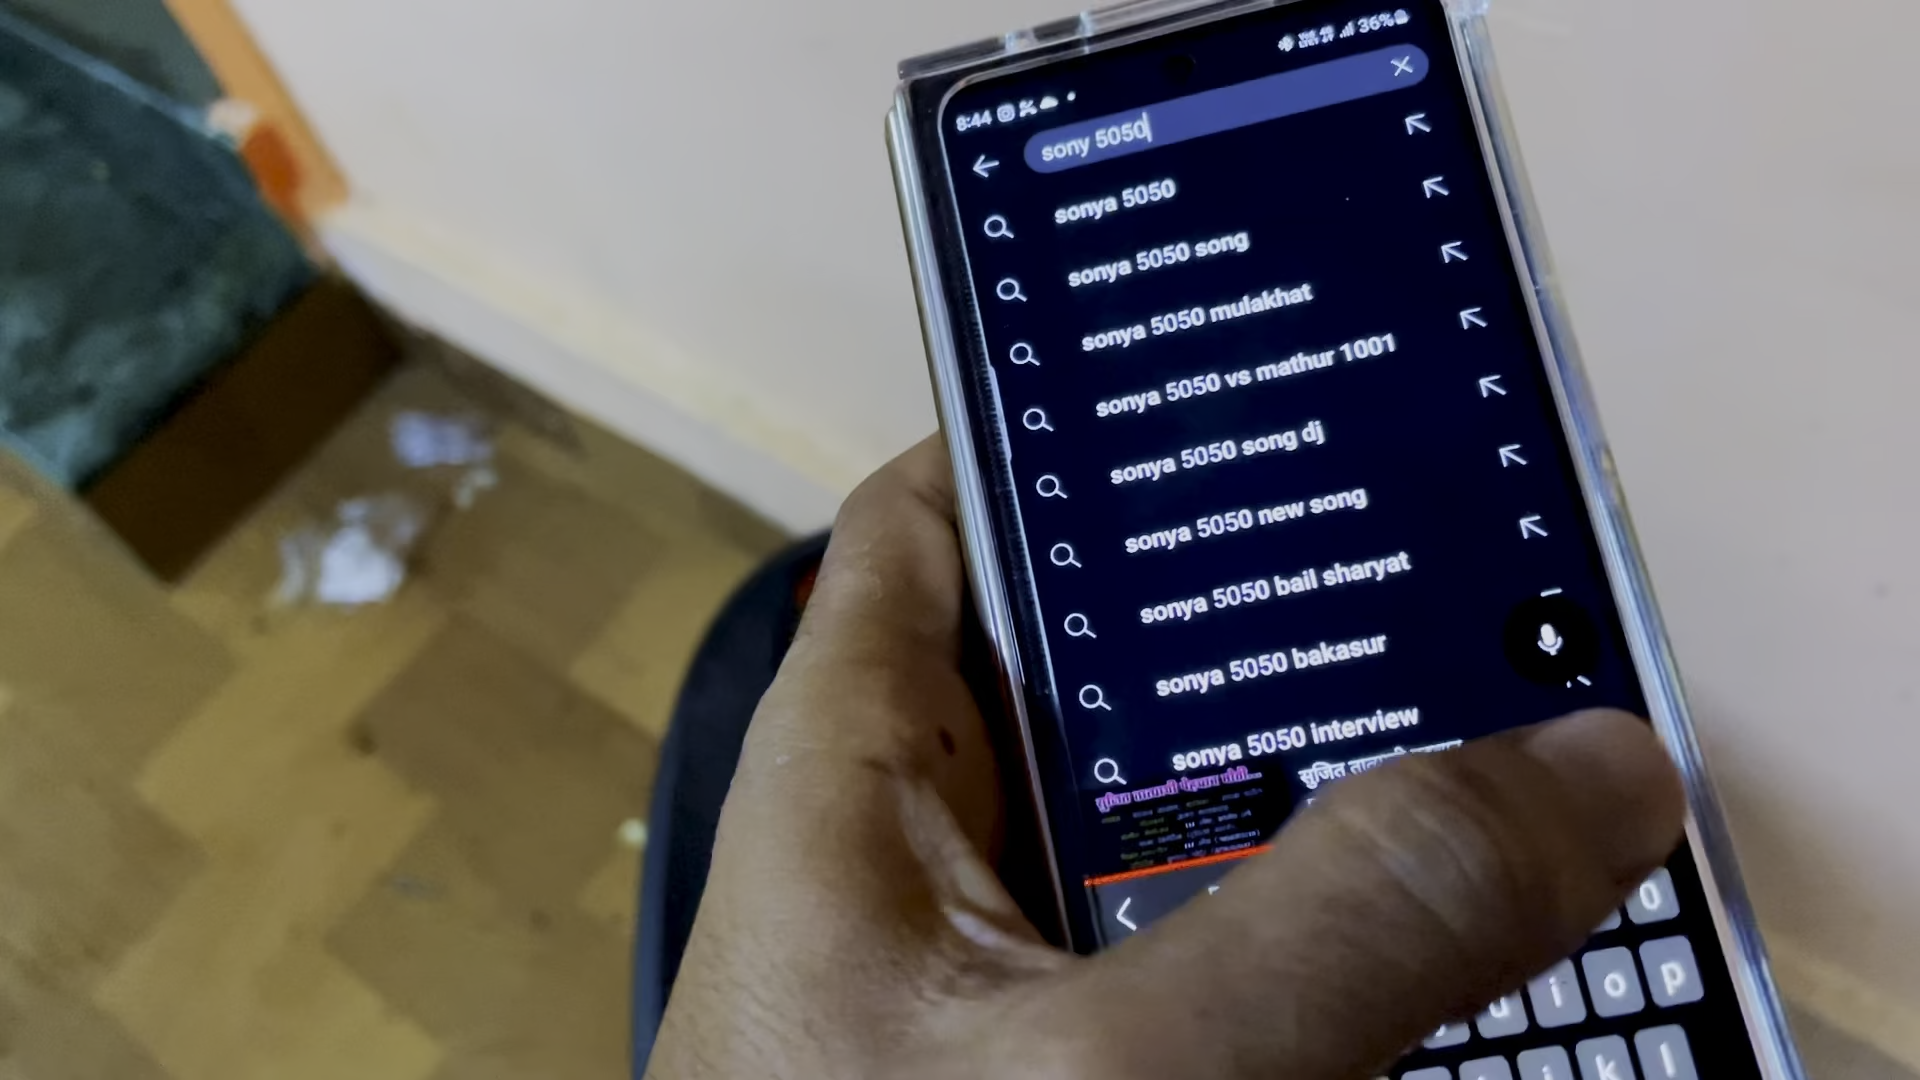 8:44
36%
sony 5050
sonya 5050
sonya 5050 song
sonya 5050 mulakhat
sonya 5050 vs mathur 1001
sonya 5050 song dj
sonya 5050 new song
sonya 5050 bail sharyat
sonya 5050 bakasur
sonya 5050 interview
सुजित
0
u i o p
k l